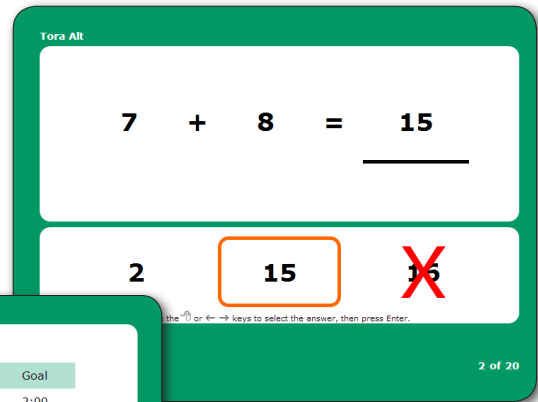 Tora Alt
7 + 8 = 15
2 15 16
the or ← → keys to select the answer, then press Enter.
2 of 20
Goal
2:00